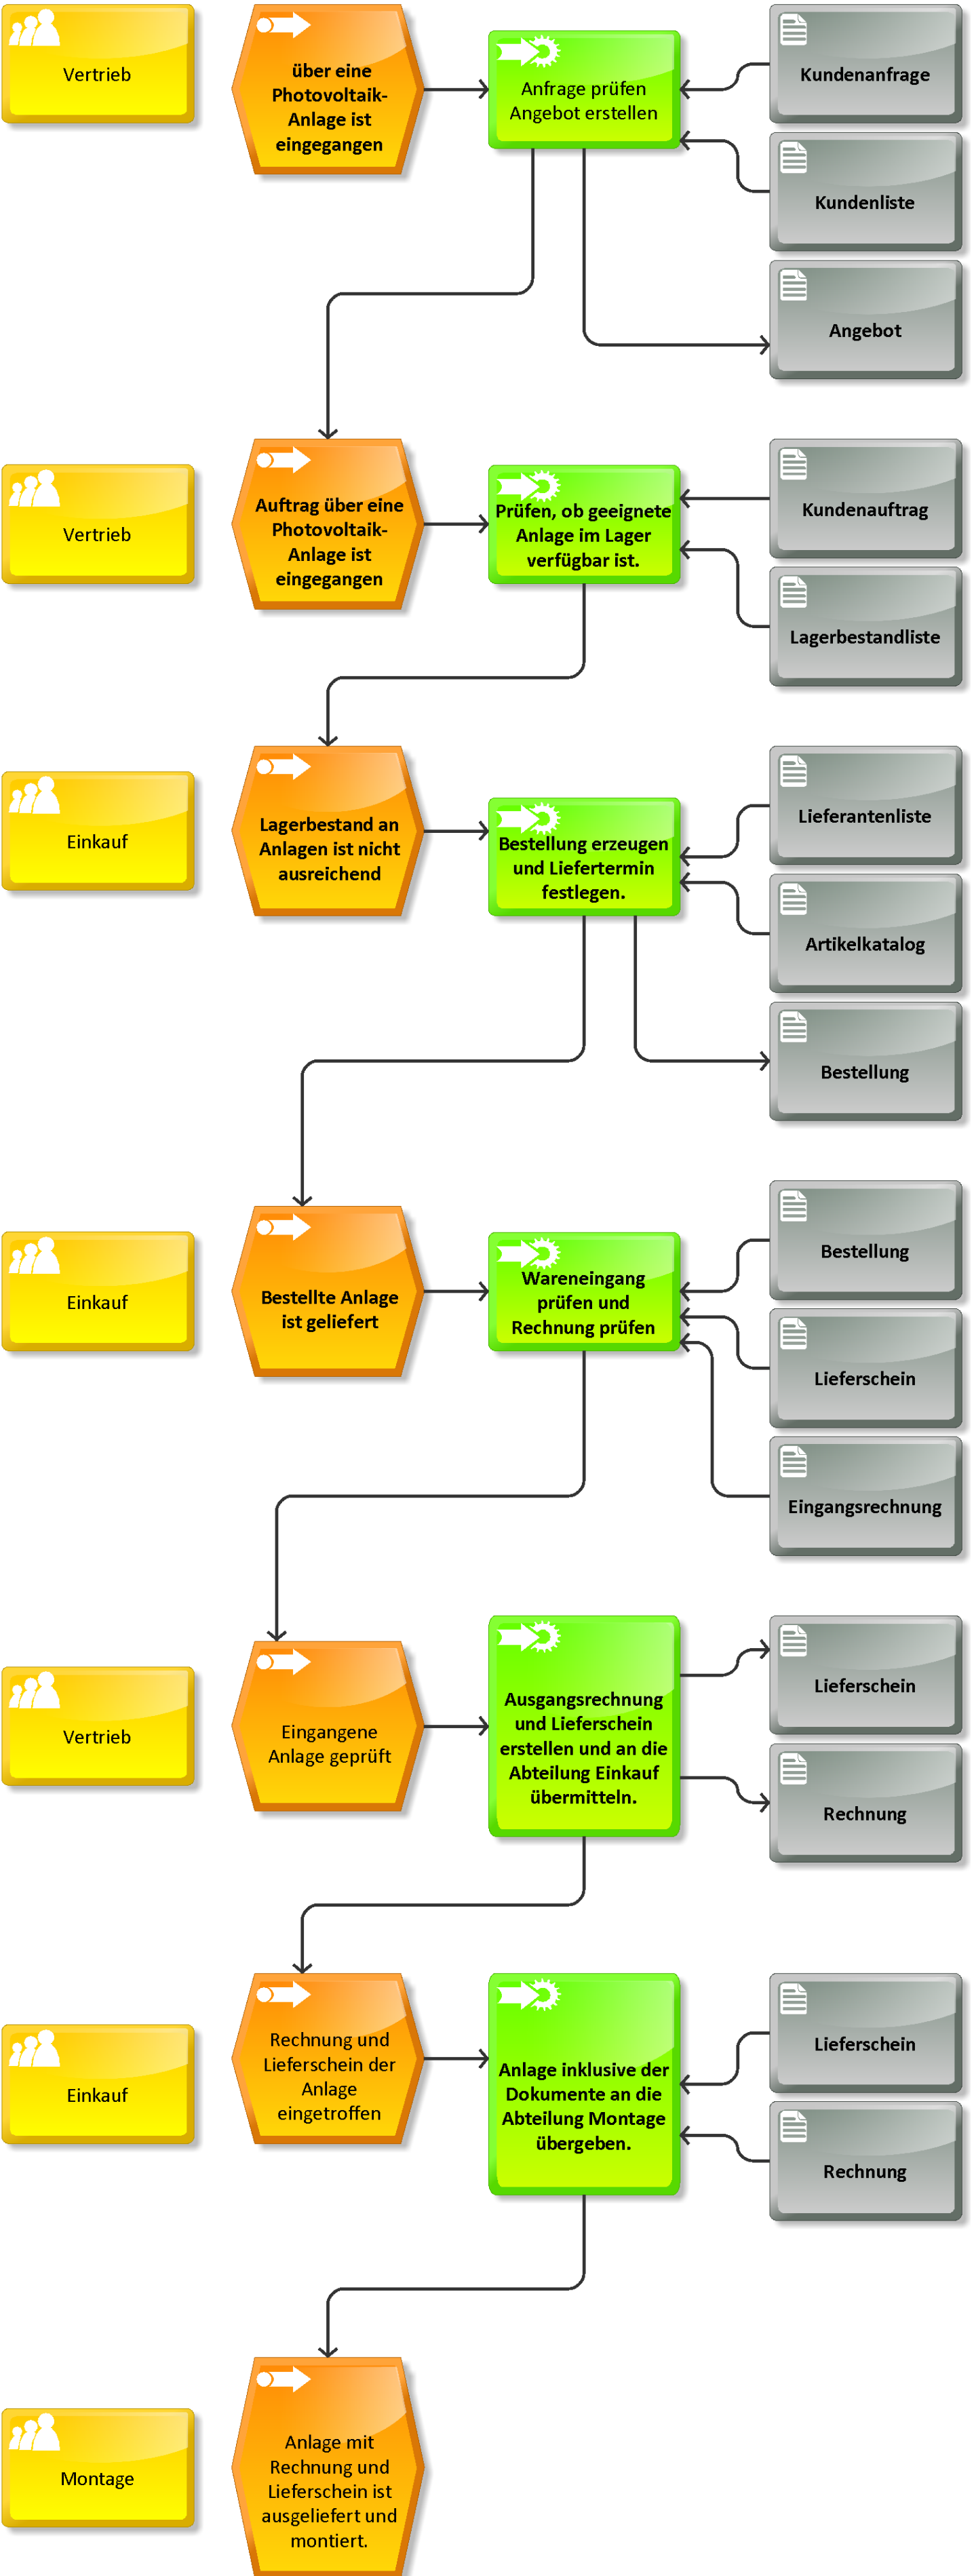 Vertrieb
über eine
Photovoltaik-
Anlage ist
eingegangen
Anfrage prüfen
Angebot erstellen
Kundenanfrage
Kundenliste
Angebot
Vertrieb
Auftrag über eine
Photovoltaik-
Anlage ist
eingegangen
Prüfen, ob geeignete
Anlage im Lager
verfügbar ist.
Kundenauftrag
Lagerbestandliste
Einkauf
Lagerbestand an
Anlagen ist nicht
ausreichend
Bestellung erzeugen
und Liefertermin
festlegen.
Lieferantenliste
Artikelkatalog
Bestellung
Einkauf
Bestellte Anlage
ist geliefert
Wareneingang
prüfen und
Rechnung prüfen
Bestellung
Lieferschein
Eingangsrechnung
Vertrieb
Eingangene
Anlage geprüft
Ausgangsrechnung
und Lieferschein
erstellen und an die
Abteilung Einkauf
übermitteln.
Lieferschein
Rechnung
Einkauf
Rechnung und
Lieferschein der
Anlage
eingetroffen
Anlage inklusive der
Dokumente an die
Abteilung Montage
übergeben.
Lieferschein
Rechnung
Montage
Anlage mit
Rechnung und
Lieferschein ist
ausgeliefert und
montiert.